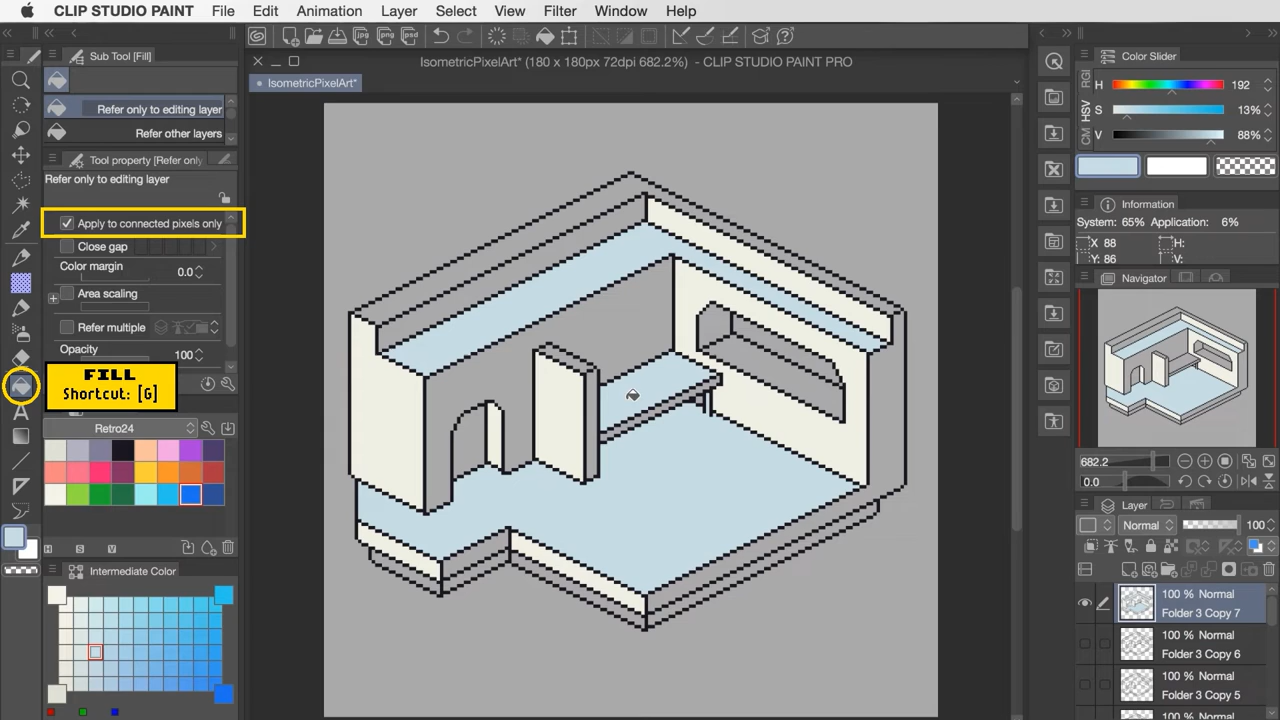 CLIP STUDIO PAINT File Edit Animation Layer Select View Filter Window Help
Sub Tool [Fill]
Refer only to editing layer
Refer other layers
Tool property [Refer only
Refer only to editing layer
Apply to connected pixels only
Close gap
Color margin 0.0
Area scaling
Refer multiple
Opacity 100
FILL
Shortcut: [G]
Retro24
H S V
Intermediate Color
IsometricPixelArt* (180 x 180px 72dpi 682.2%) - CLIP STUDIO PAINT PRO
IsometricPixelArt*
Color Slider
HSV
CM
H 192
S 13%
V 88%
Information
System: 65% Application: 6%
X 88 H:
Y: 86 V:
Navigator
682.2
0.0
Layer
Normal 100
100 % Normal
Folder 3 Copy 7
100 % Normal
Folder 3 Copy 6
100 % Normal
Folder 3 Copy 5
100 % Normal